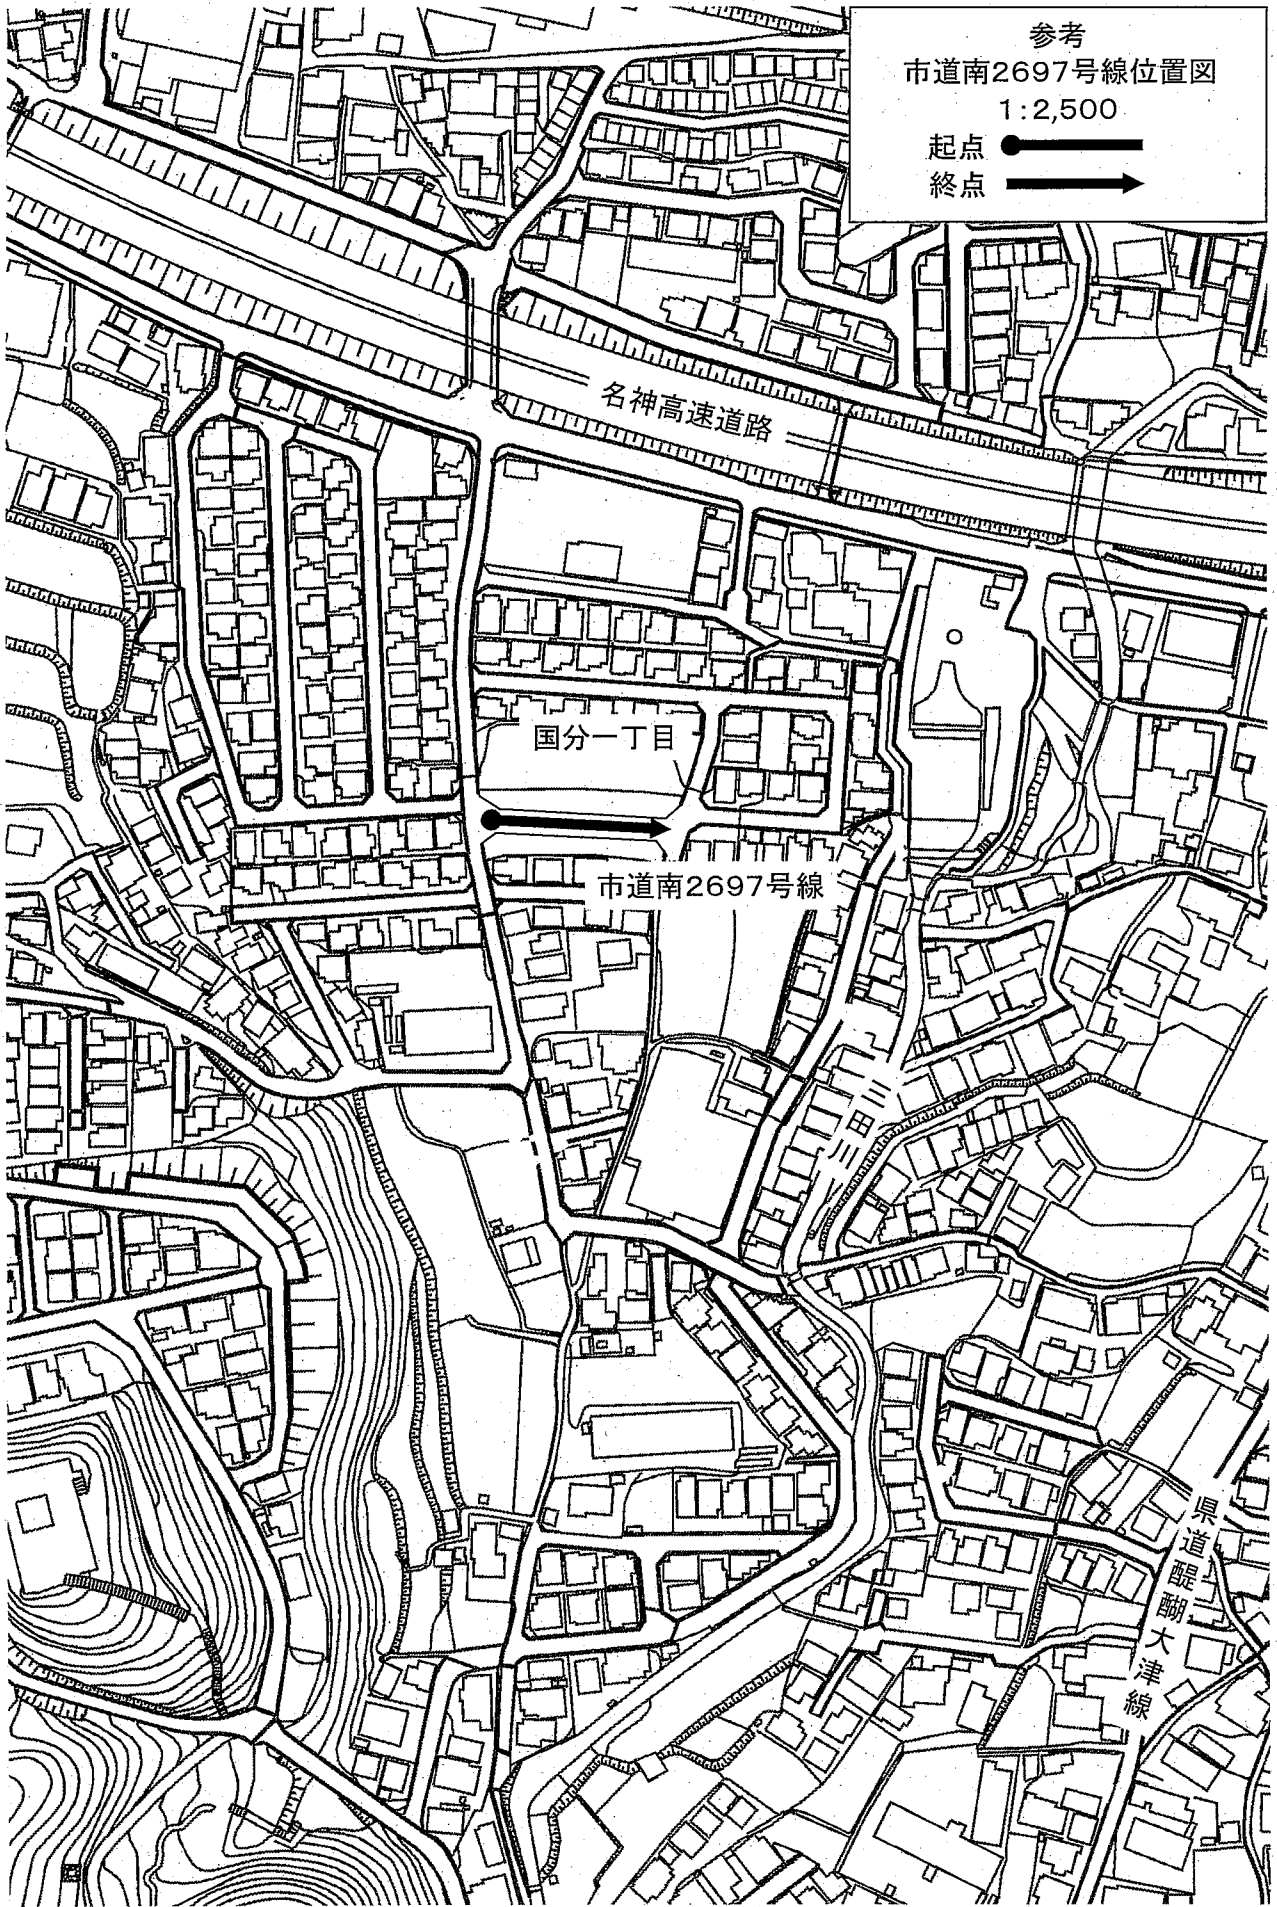 参考
市道南2697号線位置図
1:2,500
起点
終点
名神高速道路
国分一丁目
市道南2697号線
三田川
県道醍醐大津線